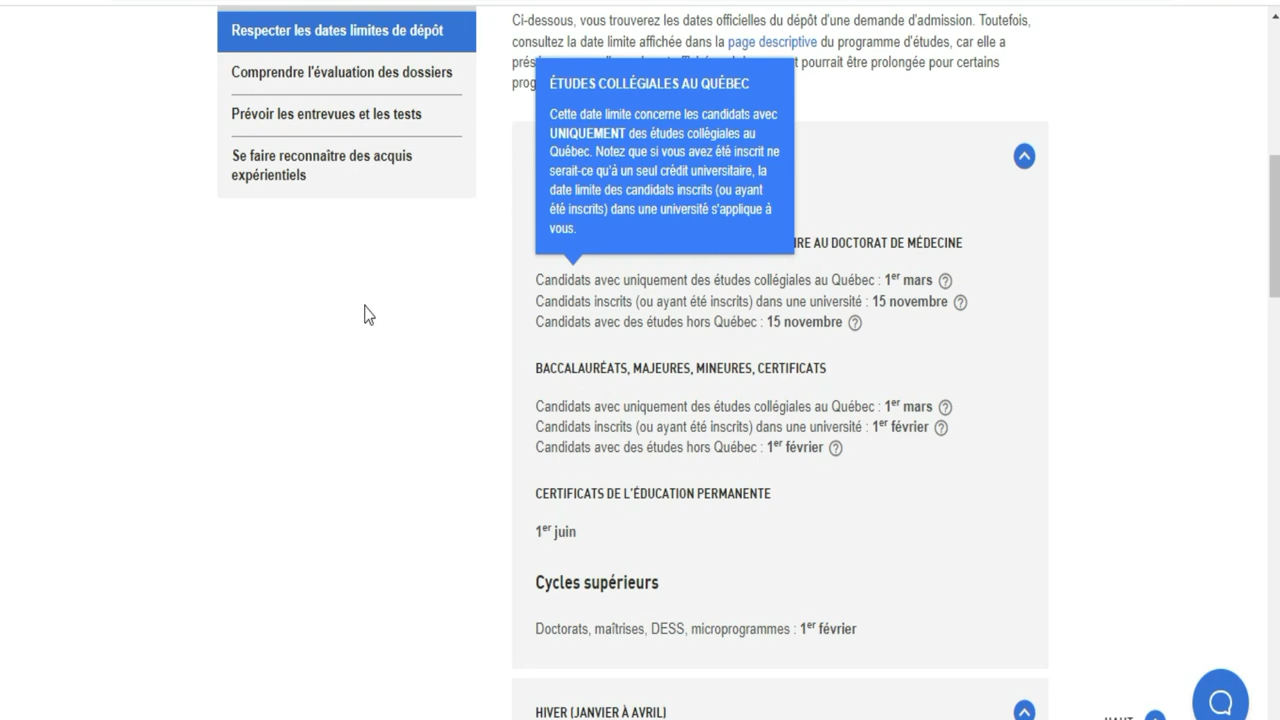 Respecter les dates limites de dépôt
Comprendre l'évaluation des dossiers
Prévoir les entrevues et les tests
Se faire reconnaître des acquis
expérientiels
Ci-dessous, vous trouverez les dates officielles du dépôt d'une demande d'admission. Toutefois,
consultez la date limite affichée dans la page descriptive du programme d'études, car elle a
pourrait être prolongée pour certains
ÉTUDES COLLÉGIALES AU QUÉBEC
Cette date limite concerne les candidats avec
UNIQUEMENT des études collégiales au
Québec. Notez que si vous avez été inscrit ne
serait-ce qu'à un seul crédit universitaire, la
date limite des candidats inscrits (ou ayant
été inscrits) dans une université s'applique à
vous.
AU DOCTORAT DE MÉDECINE
Candidats avec uniquement des études collégiales au Québec : 1er mars ?
Candidats inscrits (ou ayant été inscrits) dans une université : 15 novembre ?
Candidats avec des études hors Québec : 15 novembre ?
BACCALAURÉATS, MAJEURES, MINEURES, CERTIFICATS
Candidats avec uniquement des études collégiales au Québec : 1er mars ?
Candidats inscrits (ou ayant été inscrits) dans une université : 1er février ?
Candidats avec des études hors Québec : 1er février ?
CERTIFICATS DE L'ÉDUCATION PERMANENTE
1er juin
Cycles supérieurs
Doctorats, maîtrises, DESS, microprogrammes : 1er février
HIVER (JANVIER À AVRIL)
HAUT